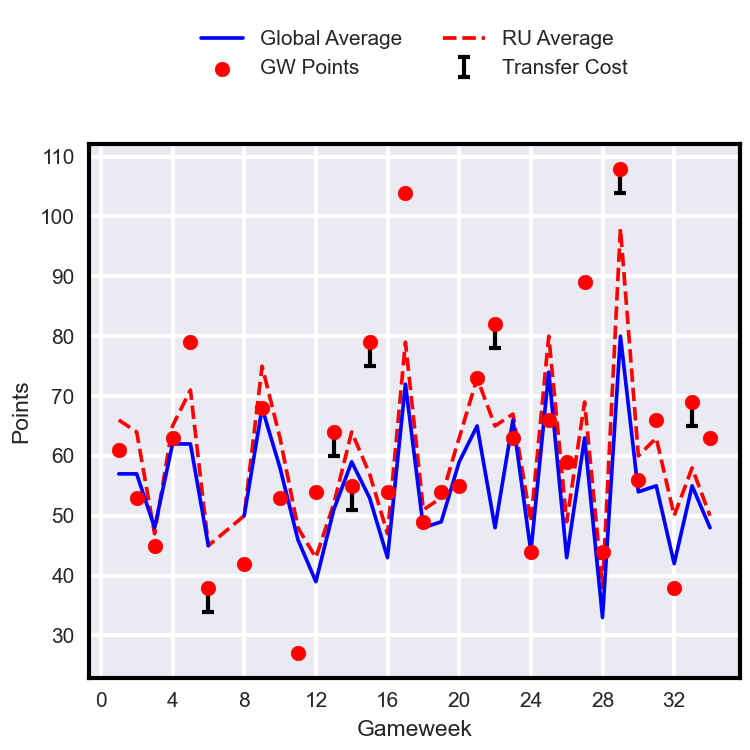 Global Average
RU Average
GW Points
Transfer Cost
110
100
90
80
70
60
50
40
30
Points
0 4 8 12 16 20 24 28 32
Gameweek